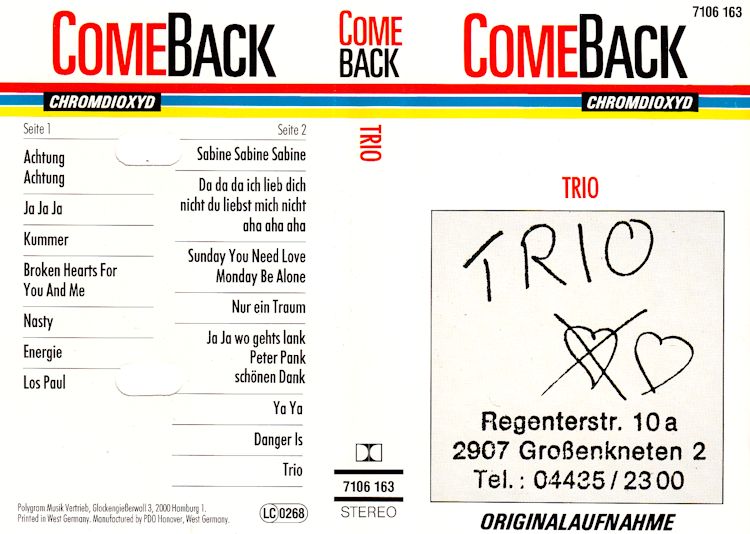 COMEBACK
CHROMDIOXYD
Seite 1
Achtung
Achtung
Ja Ja Ja
Kummer
Broken Hearts For
You And Me
Nasty
Energie
Los Paul
Seite 2
Sabine Sabine Sabine
Da da da ich lieb dich
nicht du liebst mich nicht
aha aha aha
Sunday You Need Love
Monday Be Alone
Nur ein Traum
Ja Ja wo gehts lank
Peter Pank
schönen Dank
Ya Ya
Danger Is
Trio
Polygram Musik Vertrieb, Glockengießerwall 3, 2000 Hamburg 1.
Printed in West Germany. Manufactured by PDO Hanover, West Germany.
LC 0268
COME
BACK
TRIO
7106 163
STEREO
7106 163
COMEBACK
CHROMDIOXYD
TRIO
TRIO
Regenterstr. 10 a
2907 Großenkneten 2
Tel.: 04435 / 23 00
ORIGINALAUFNAHME